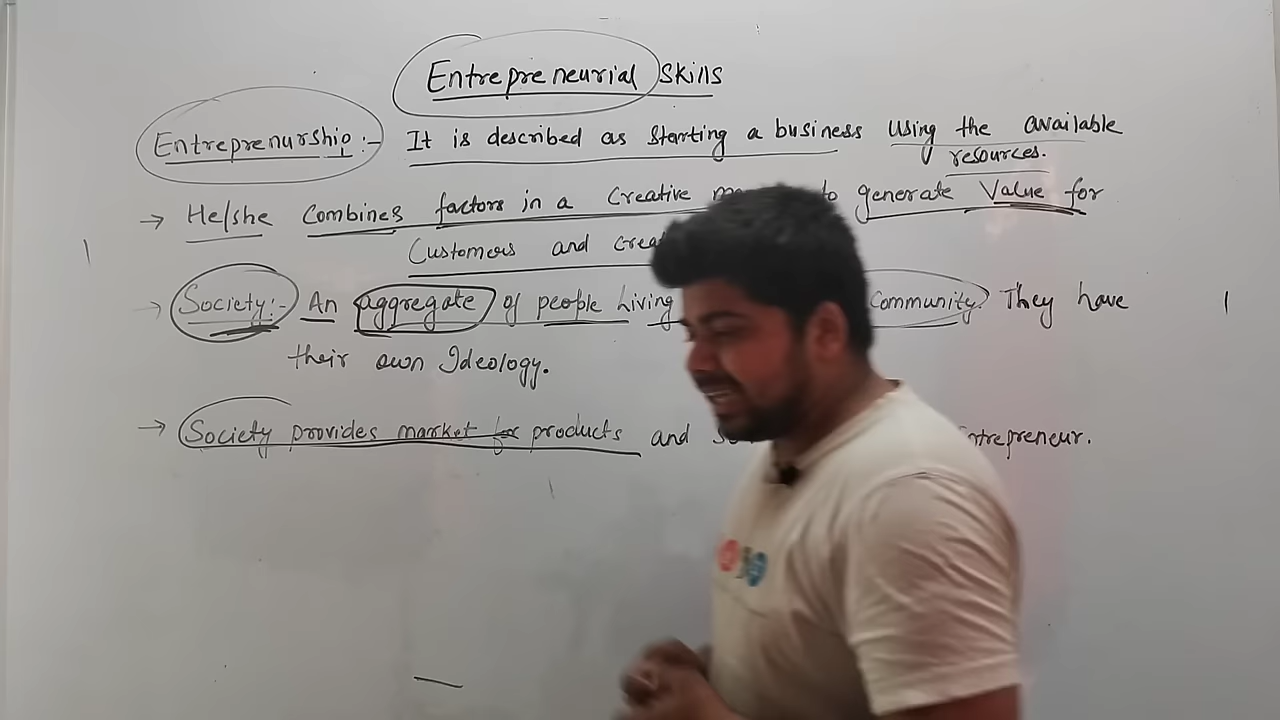 Entrepreneurial Skills
Entreprenurship :- It is described as starting a business using the available
resources.
→ He/she Combines factors in a Creative to generate Value for
Customers and
→ Society :- An aggregate of people living Community. They have
their own Ideology.
→ Society provides market for products and Entrepreneur.